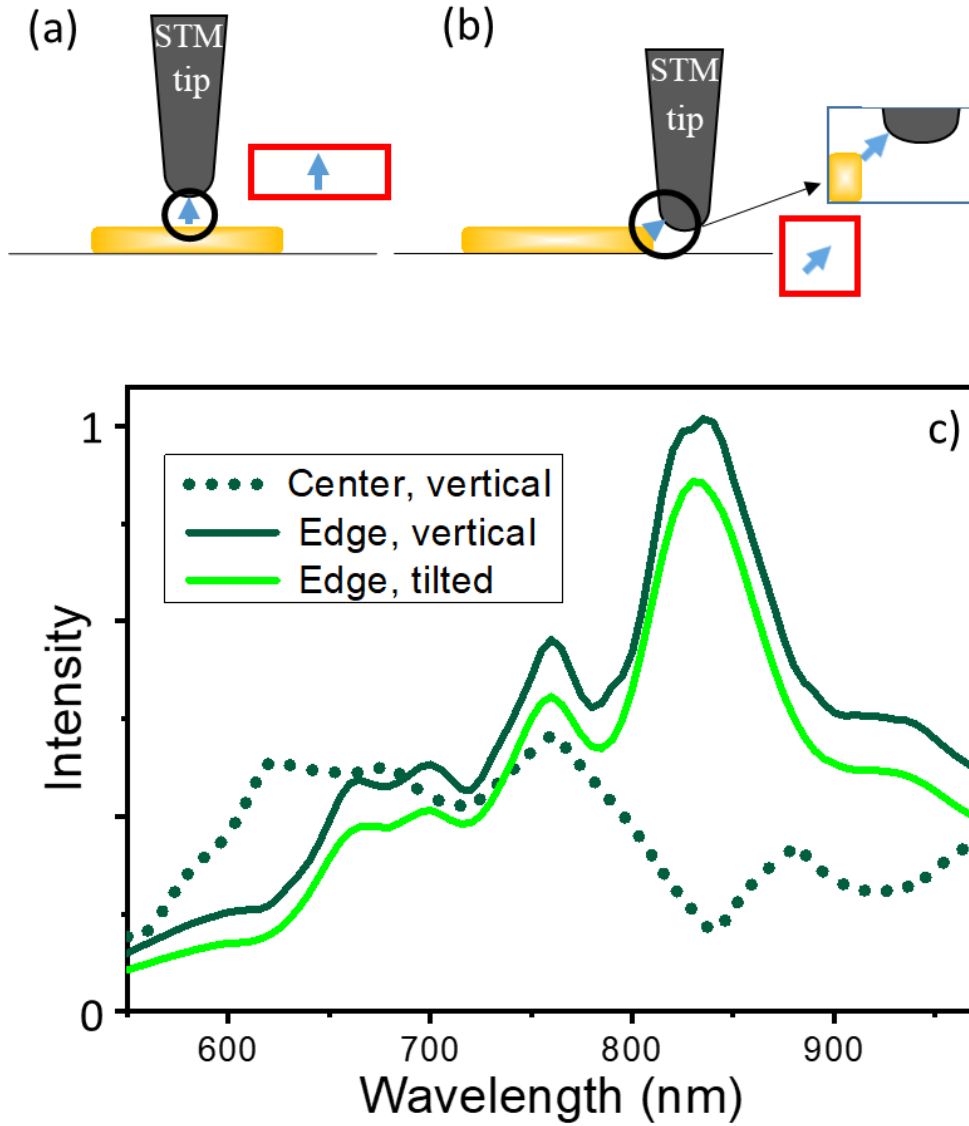 (a)
STM
tip
(b)
STM
tip
c)
1
Center, vertical
Edge, vertical
Edge, tilted
Intensity
0
600 700 800 900
Wavelength (nm)